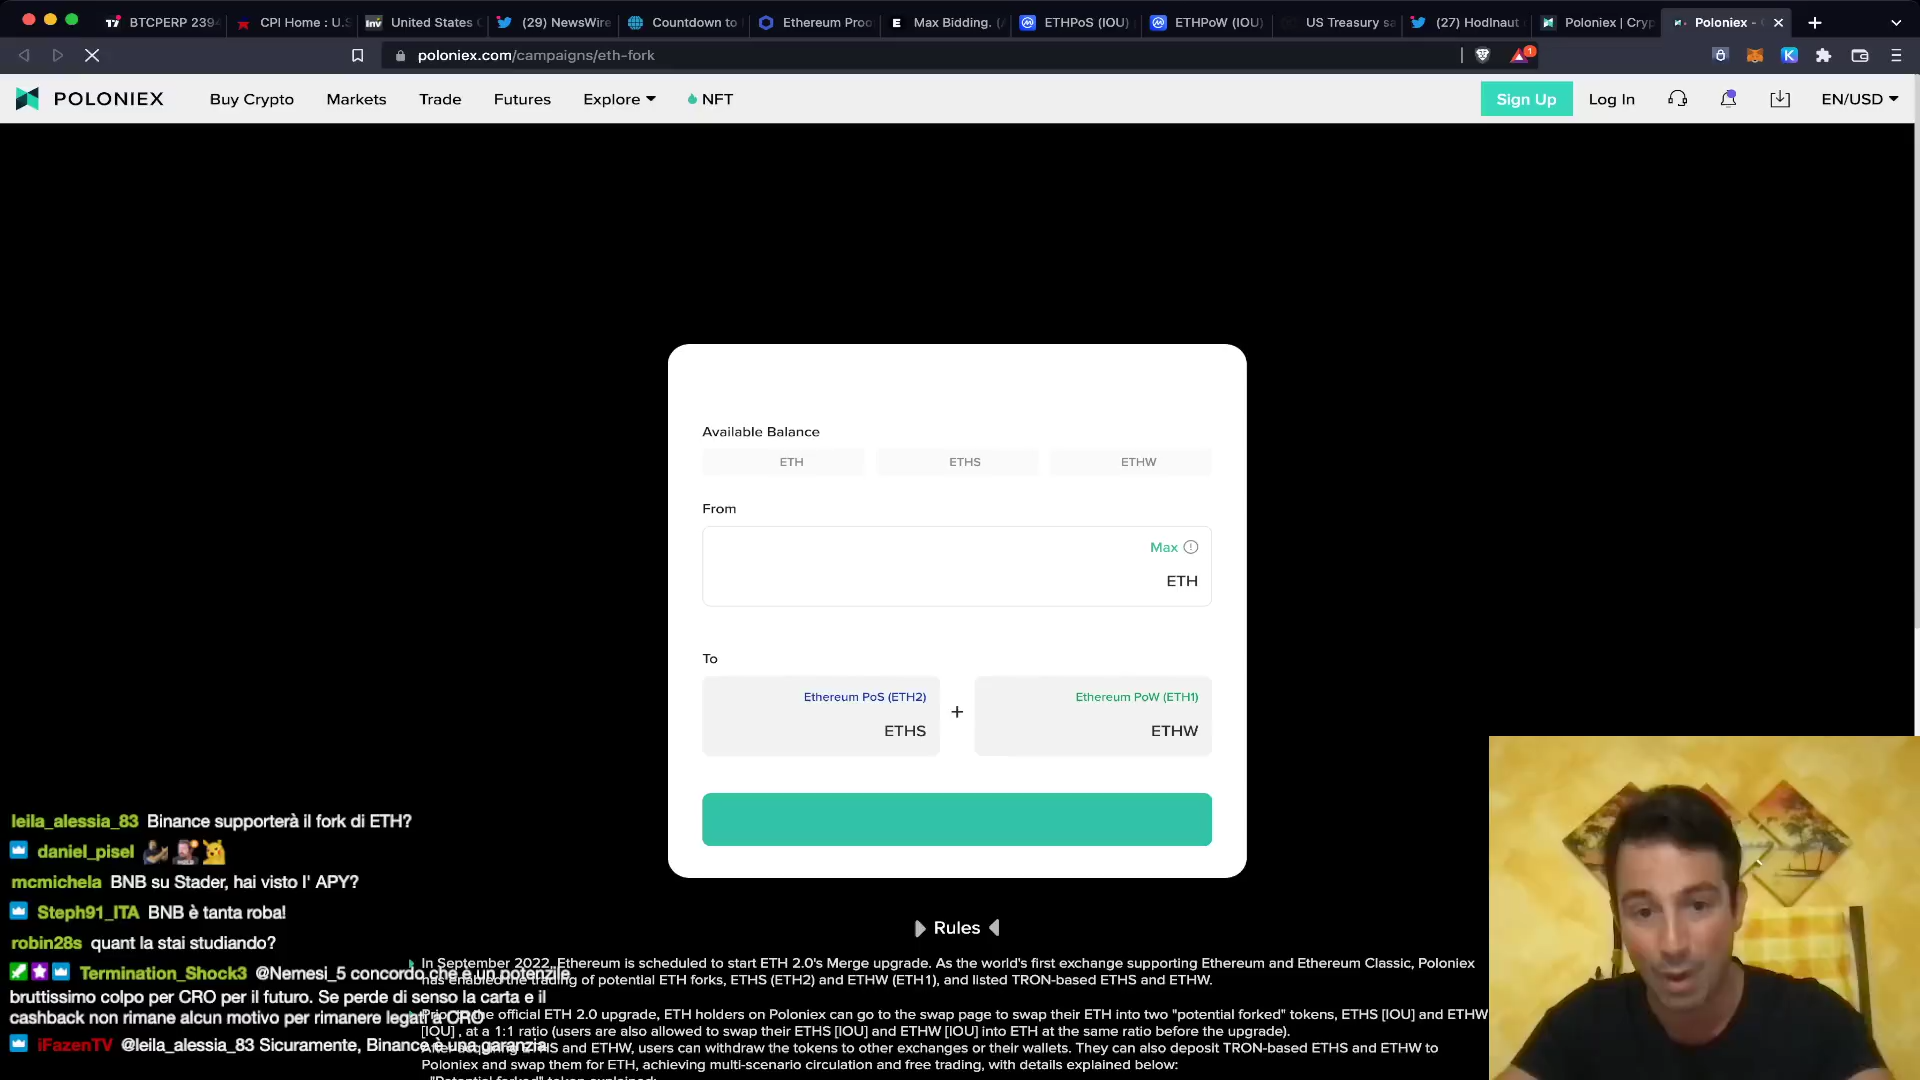 BTCPERP 2394
CPI Home : U.S
Inv United States
(29) NewsWire
Countdown to
Ethereum Proo
E Max Bidding. (
ETHPoS (IOU)
ETHPoW (IOU)
US Treasury sa
(27) Hodlnaut
Poloniex | Cryp
Poloniex -
poloniex.com/campaigns/eth-fork
1
K
POLONIEX
Buy Crypto
Markets
Trade
Futures
Explore
NFT
Sign Up
Log In
EN/USD
Available Balance
ETH
ETHS
ETHW
From
Max
ETH
To
Ethereum PoS (ETH2)
ETHS
+
Ethereum PoW (ETH1)
ETHW
Rules
In September 2022, Ethereum is scheduled to start ETH 2.0's Merge upgrade. As the world's first exchange supporting Ethereum and Ethereum Classic, Poloniex
has enabled the trading of potential ETH forks, ETHS (ETH2) and ETHW (ETH1), and listed TRON-based ETHS and ETHW.
the official ETH 2.0 upgrade, ETH holders on Poloniex can go to the swap page to swap their ETH into two "potential forked" tokens, ETHS [IOU] and ETHW
[IOU] , at a 1:1 ratio (users are also allowed to swap their ETHS [IOU] and ETHW [IOU] into ETH at the same ratio before the upgrade).
After HS and ETHW, users can withdraw the tokens to other exchanges or their wallets. They can also deposit TRON-based ETHS and ETHW to
Poloniex and swap them for ETH, achieving multi-scenario circulation and free trading, with details explained below:
"Potential forked" token explained:
leila_alessia_83 Binance supporterà il fork di ETH?
daniel_pisel
mcmichela BNB su Stader, hai visto l' APY?
Steph91_ITA BNB è tanta roba!
robin28s quant la stai studiando?
Termination_Shock3 @Nemesi_5 concordo che è un potenzile
bruttissimo colpo per CRO per il futuro. Se perde di senso la carta e il
cashback non rimane alcun motivo per rimanere legati a CRO
iFazenTV @leila_alessia_83 Sicuramente, Binance è una garanzia